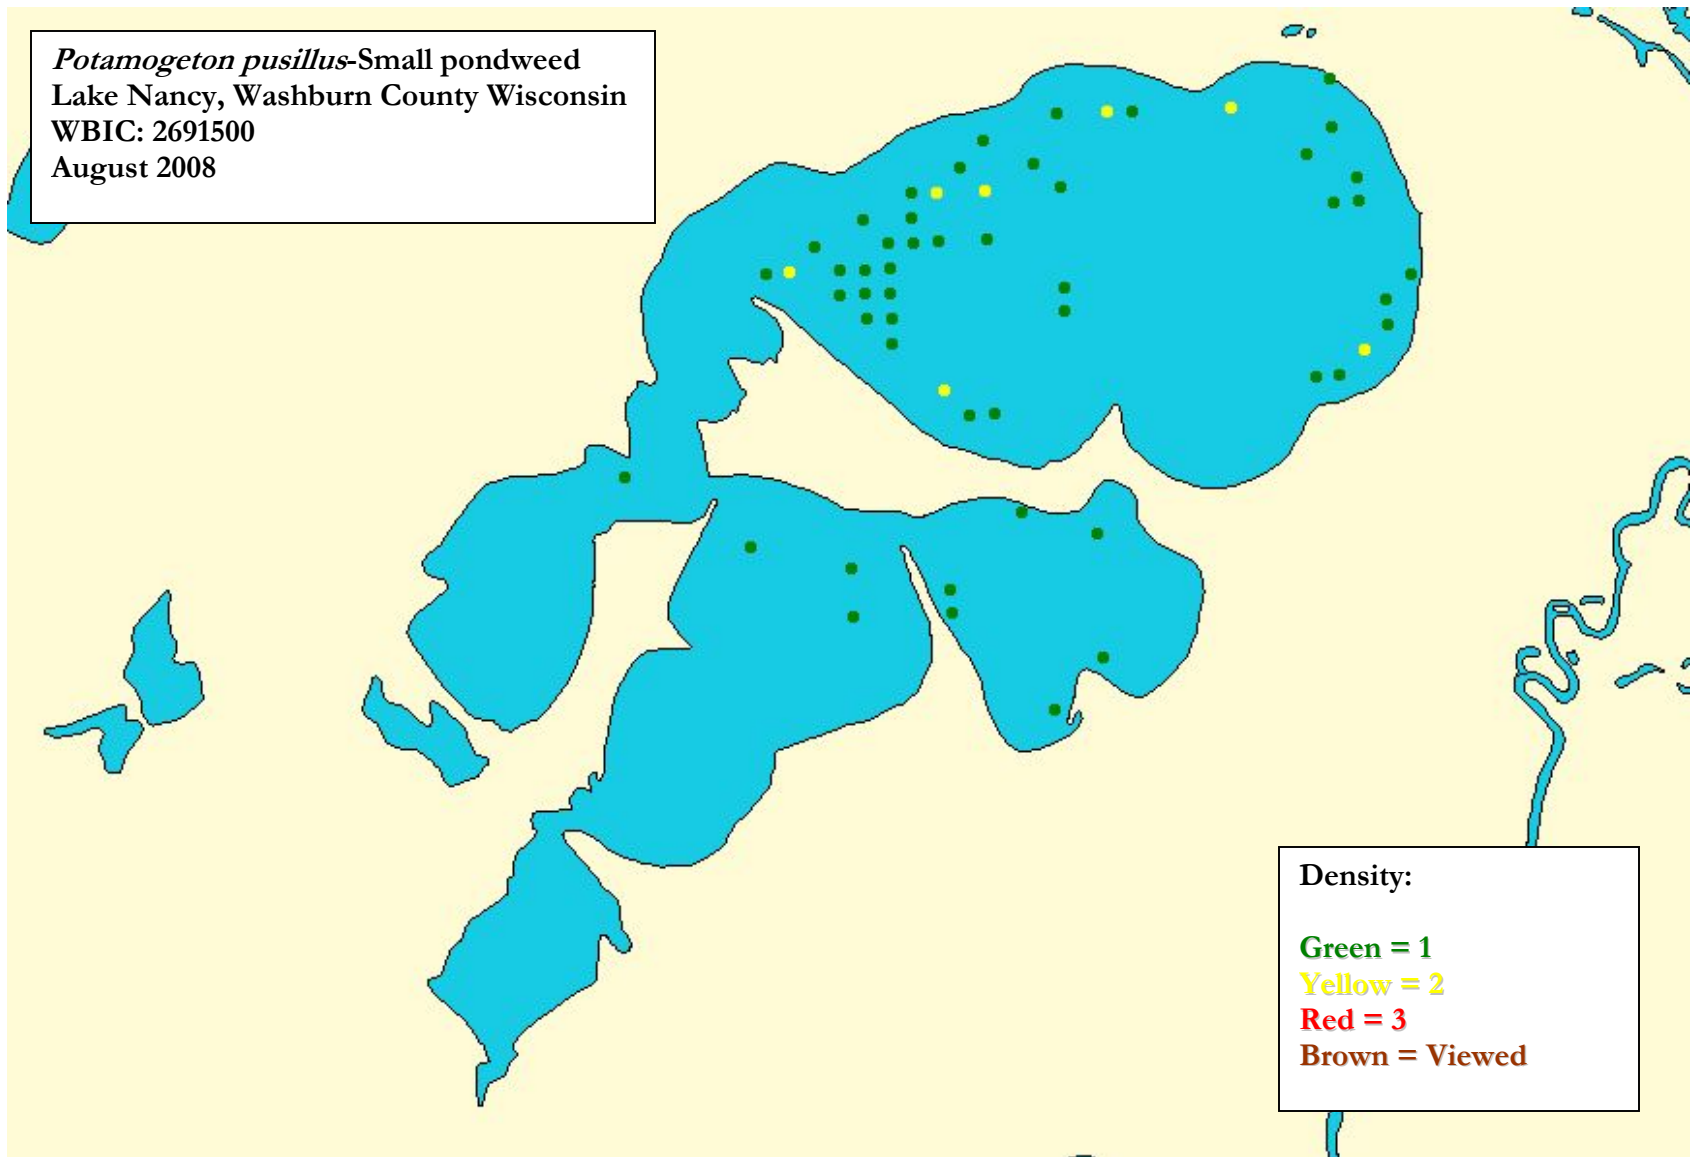 Potamogeton pusillus-Small pondweed
Lake Nancy, Washburn County Wisconsin
WBIC: 2691500
August 2008
Density:
Green = 1
Yellow = 2
Red = 3
Brown = Viewed